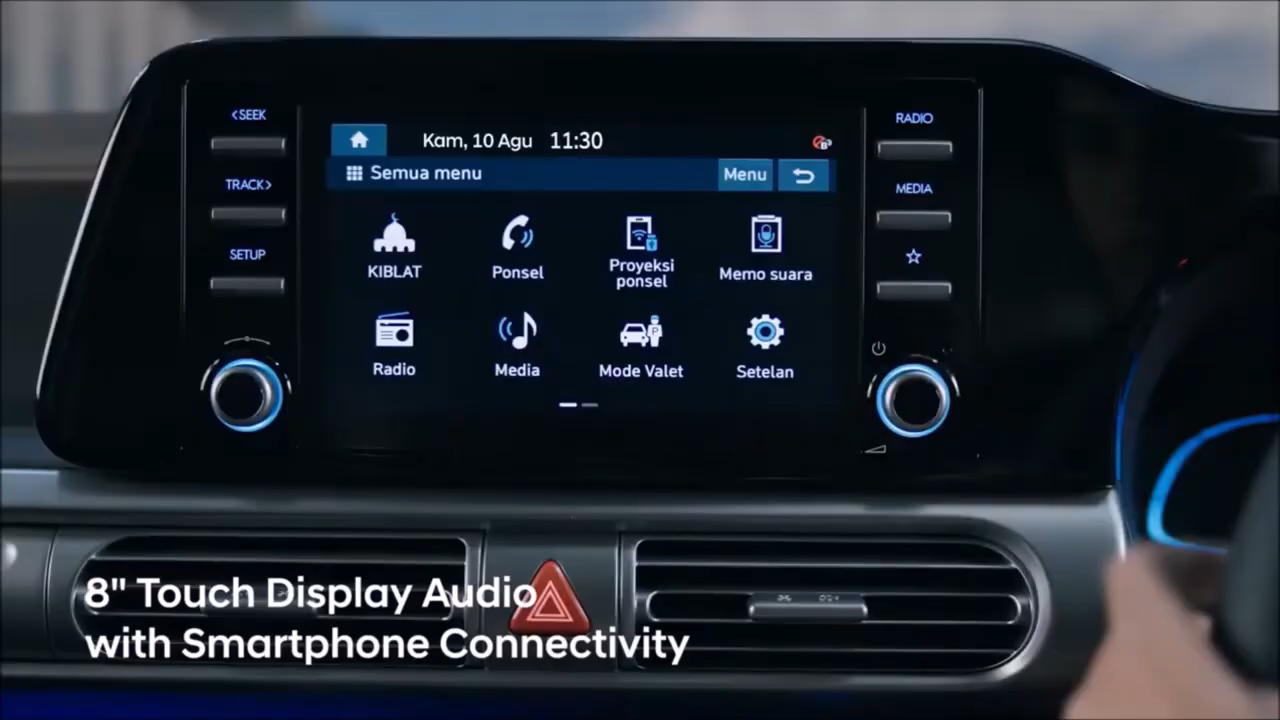 <SEEK
TRACK>
SETUP
Kam, 10 Agu 11:30
Semua menu
Menu
KIBLAT
Ponsel
Proyeksi
ponsel
Memo suara
Radio
Media
Mode Valet
P
Setelan
RADIO
MEDIA
8" Touch Display Audio
with Smartphone Connectivity